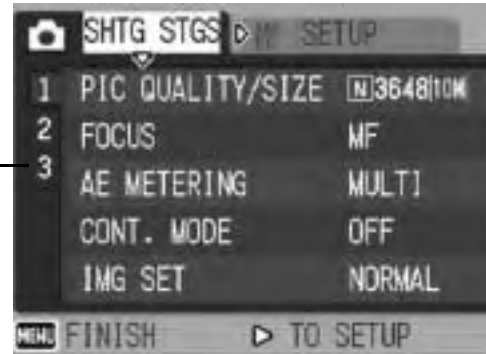 SHTG STGS SETUP
1 PIC QUALITY/SIZE N 3648 10M
2 FOCUS MF
3 AE METERING MULTI
CONT. MODE OFF
IMG SET NORMAL
MENU FINISH TO SETUP